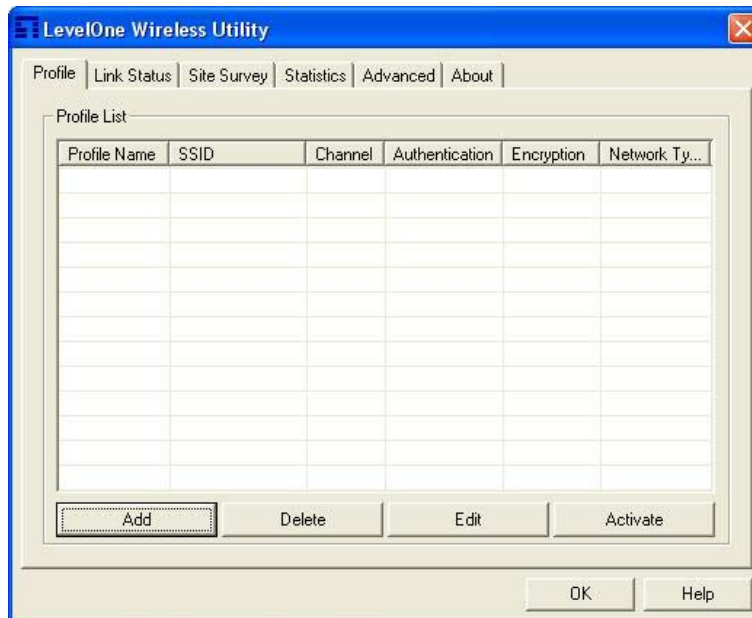 LevelOne Wireless Utility
Profile Link Status Site Survey Statistics Advanced About
Profile List
Profile Name SSID Channel Authentication Encryption Network Ty...
Add Delete Edit Activate
OK Help